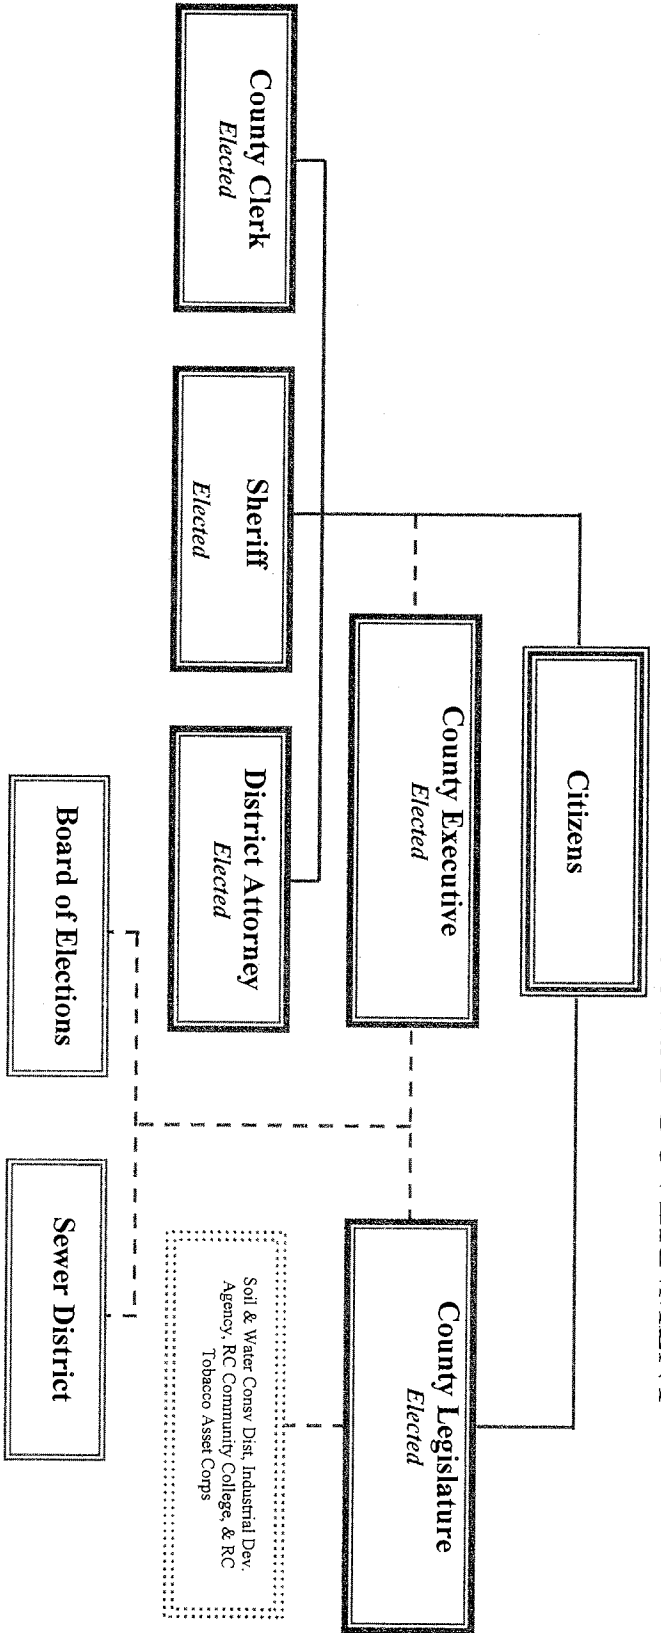 Citizens
County Executive
Elected
County Legislature
Elected
County Clerk
Elected
Sheriff
Elected
District Attorney
Elected
Soil & Water Consv Dist, Industrial Dev.
Agency, RC Community College, & RC
Tobacco Asset Corps
Board of Elections
Sewer District